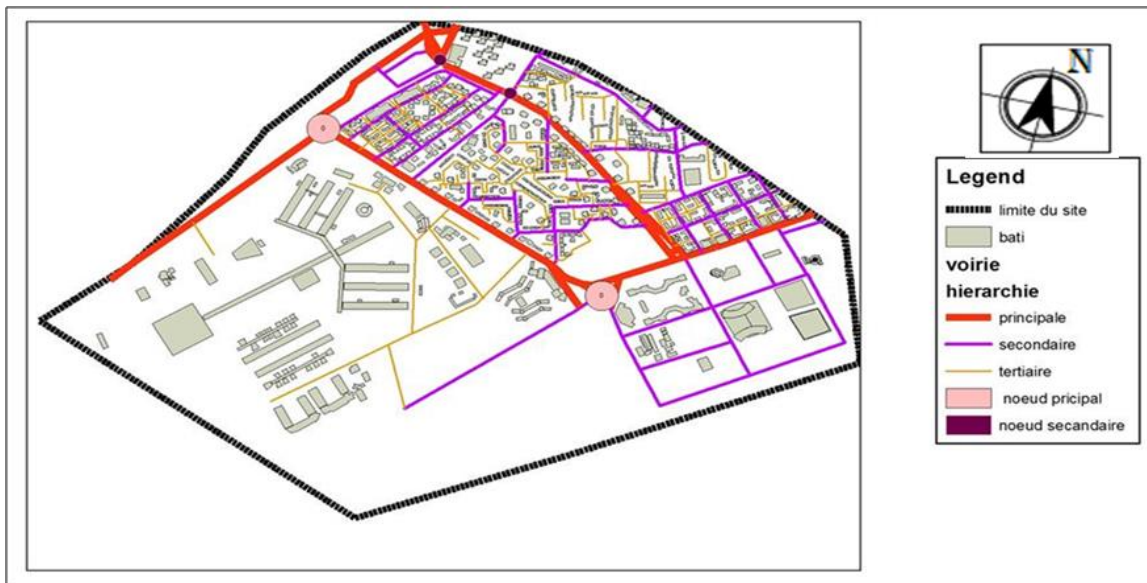 N
Legend
limite du site
bati
voirie
hierarchie
principale
secondaire
tertiaire
noeud pricipal
noeud secandaire